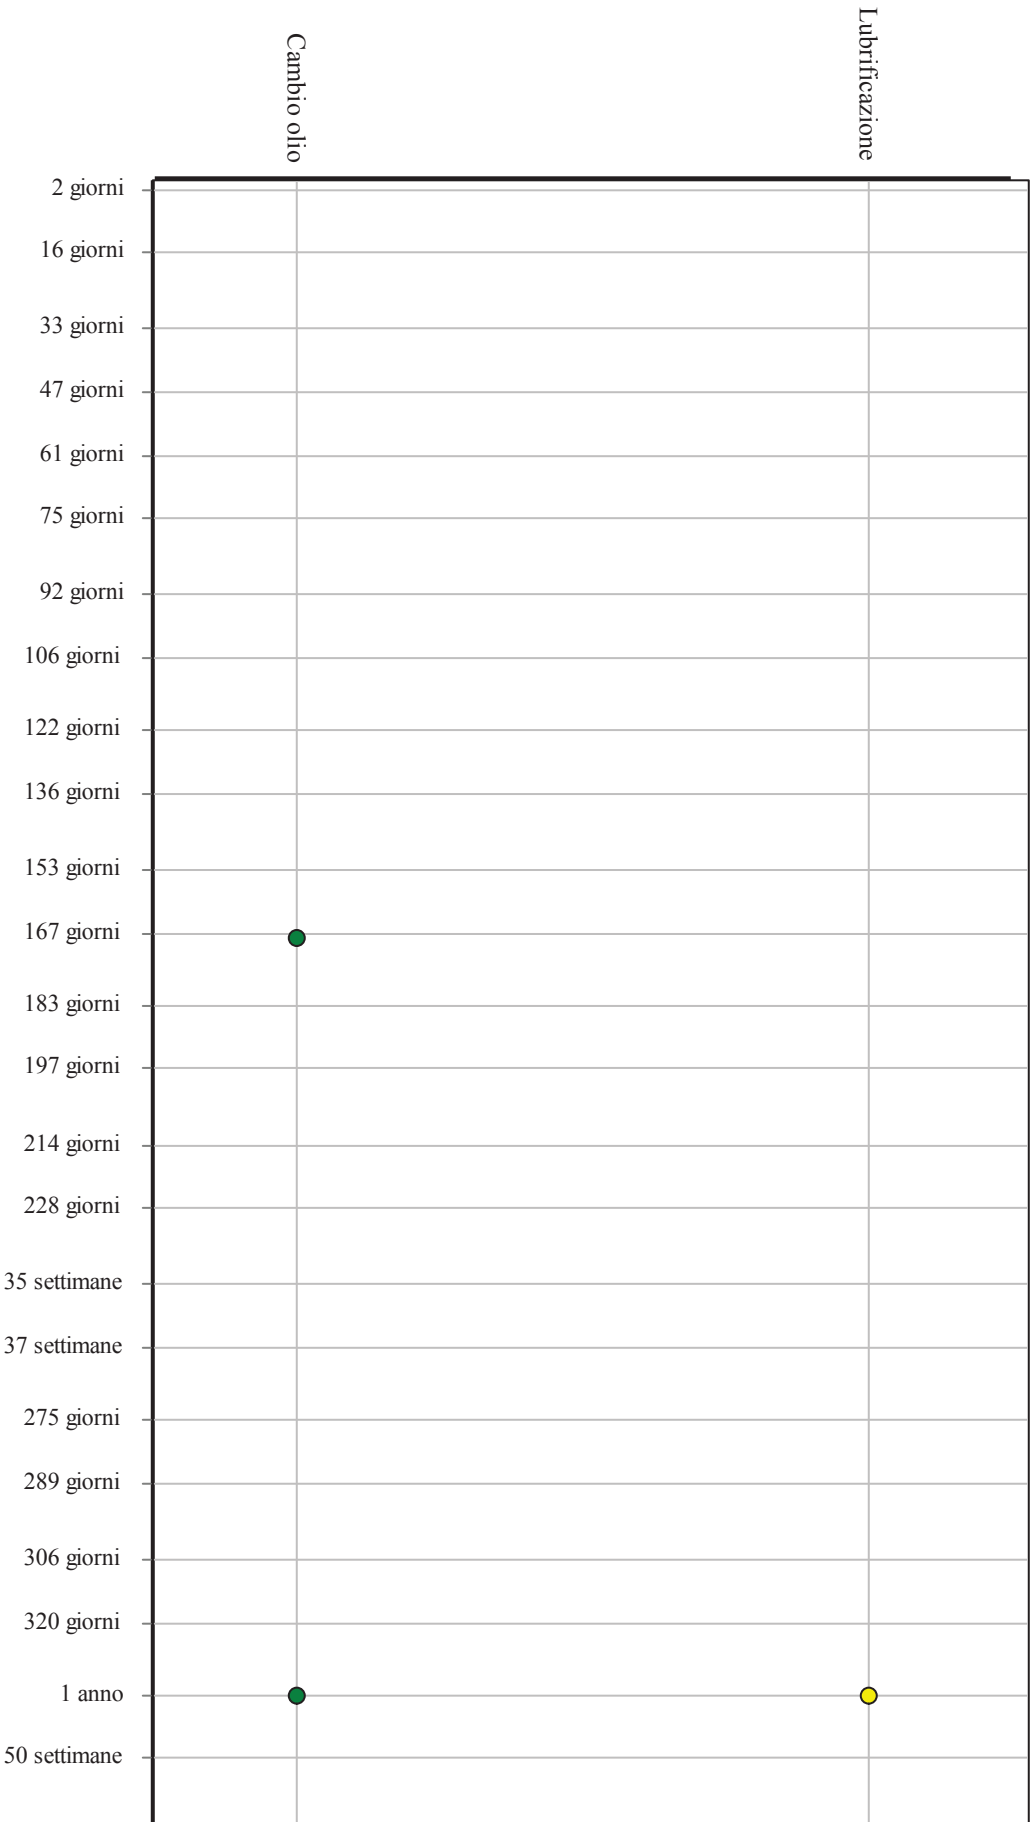 Cambio olio
Lubrificazione
2 giorni
16 giorni
33 giorni
47 giorni
61 giorni
75 giorni
92 giorni
106 giorni
122 giorni
136 giorni
153 giorni
167 giorni
183 giorni
197 giorni
214 giorni
228 giorni
35 settimane
37 settimane
275 giorni
289 giorni
306 giorni
320 giorni
1 anno
50 settimane